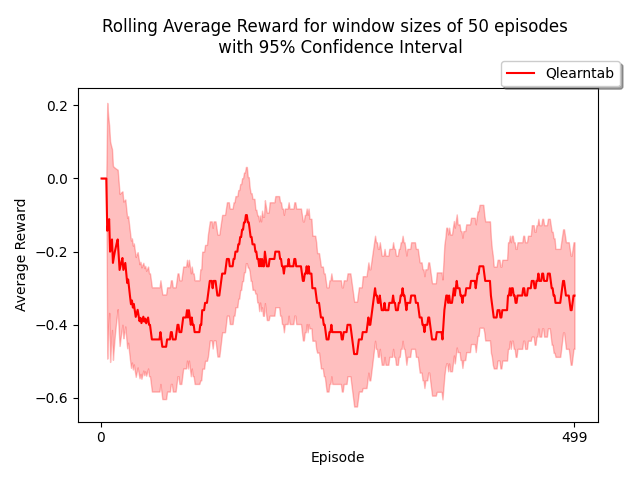 Rolling Average Reward for window sizes of 50 episodes
with 95% Confidence Interval
Qlearntab
0.2
0.0
−0.2
−0.4
−0.6
Average Reward
0
499
Episode